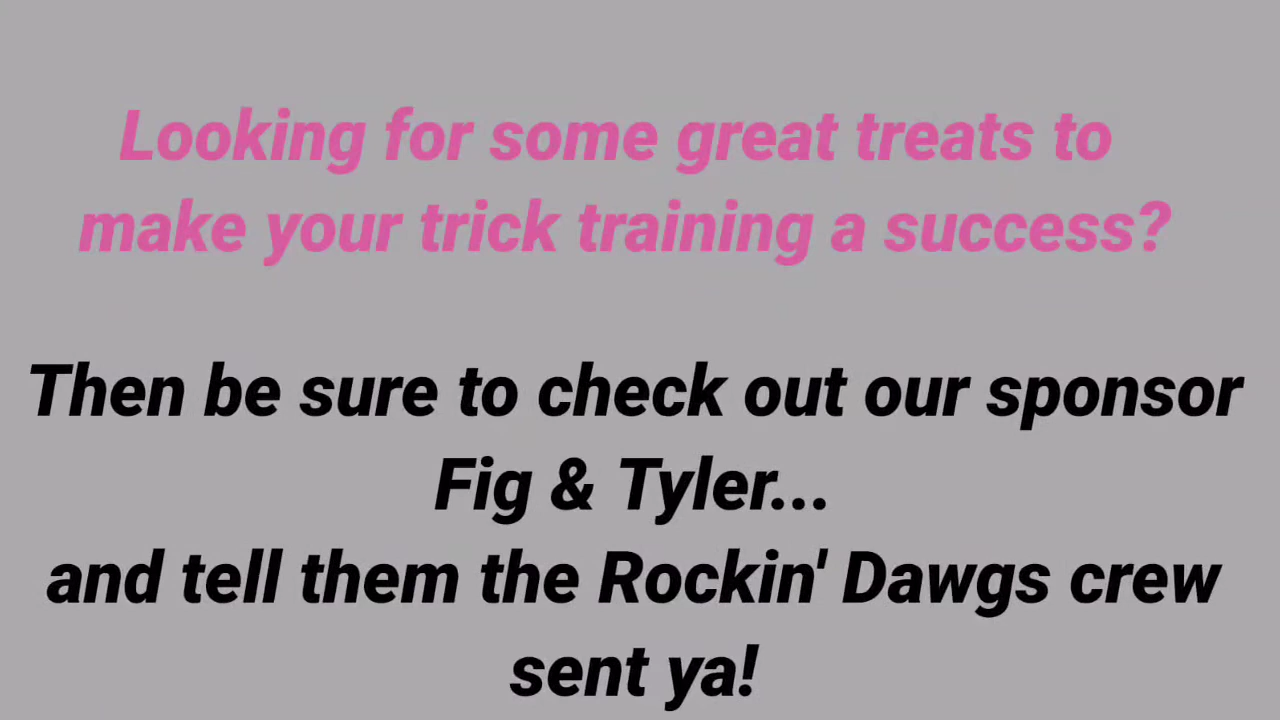 Looking for some great treats to
make your trick training a success?
Then be sure to check out our sponsor
Fig & Tyler...
and tell them the Rockin' Dawgs crew
sent ya!